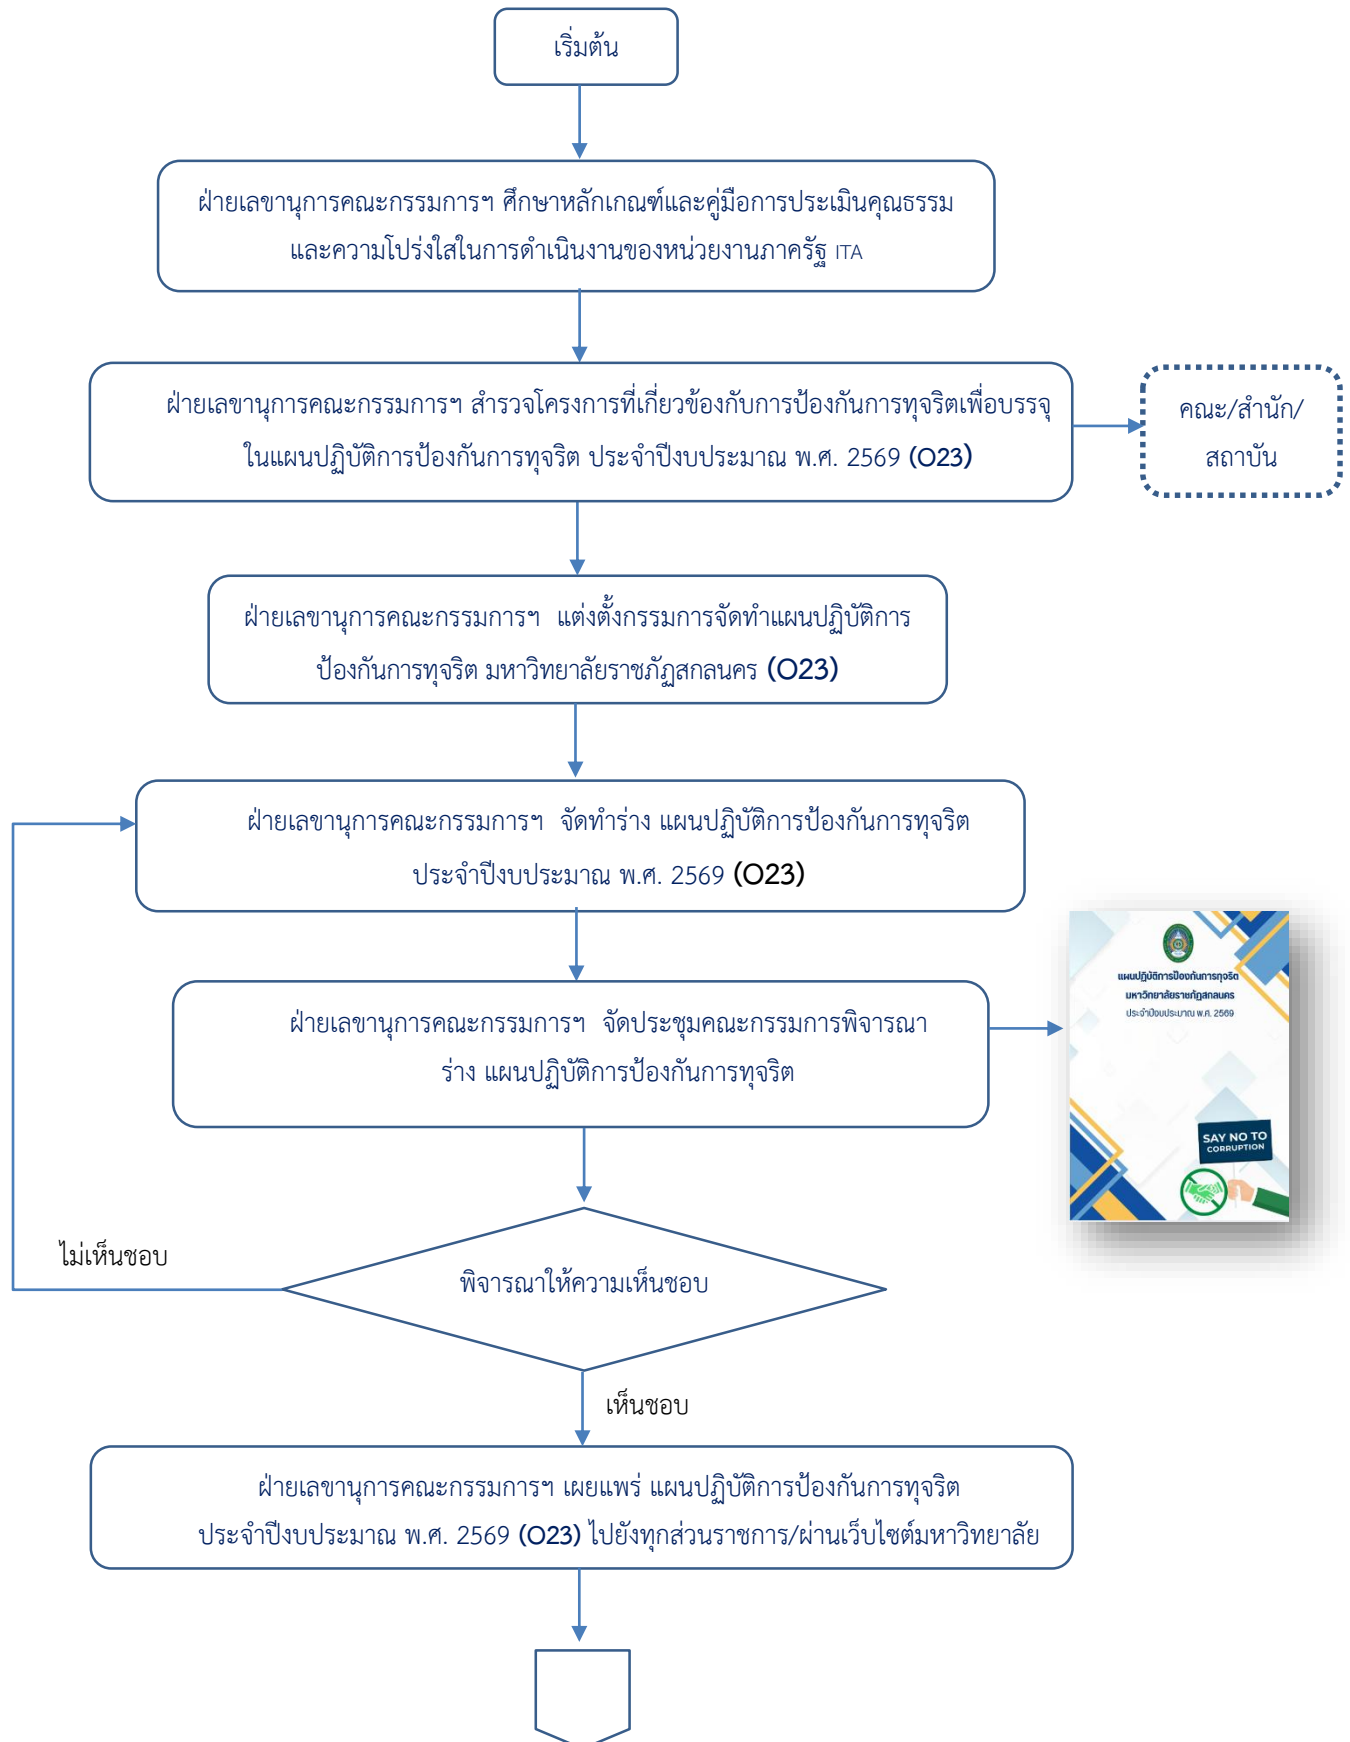 เริ่มต้น
ฝ่ายเลขานุการคณะกรรมการฯ ศึกษาหลักเกณฑ์และคู่มือการประเมินคุณธรรม
และความโปร่งใสในการดำเนินงานของหน่วยงานภาครัฐ ITA
ฝ่ายเลขานุการคณะกรรมการฯ สำรวจโครงการที่เกี่ยวข้องกับการป้องกันการทุจริตเพื่อบรรจุ
ในแผนปฏิบัติการป้องกันการทุจริต ประจำปีงบประมาณ พ.ศ. 2569 (O23)
คณะ/สำนัก/
สถาบัน
ฝ่ายเลขานุการคณะกรรมการฯ แต่งตั้งกรรมการจัดทำแผนปฏิบัติการ
ป้องกันการทุจริต มหาวิทยาลัยราชภัฏสกลนคร (O23)
ฝ่ายเลขานุการคณะกรรมการฯ จัดทำร่าง แผนปฏิบัติการป้องกันการทุจริต
ประจำปีงบประมาณ พ.ศ. 2569 (O23)
ฝ่ายเลขานุการคณะกรรมการฯ จัดประชุมคณะกรรมการพิจารณา
ร่าง แผนปฏิบัติการป้องกันการทุจริต
แผนปฏิบัติการป้องกันการทุจริต
มหาวิทยาลัยราชภัฏสกลนคร
ประจำปีงบประมาณ พ.ศ. 2569
SAY NO TO
CORRUPTION
ไม่เห็นชอบ
พิจารณาให้ความเห็นชอบ
เห็นชอบ
ฝ่ายเลขานุการคณะกรรมการฯ เผยแพร่ แผนปฏิบัติการป้องกันการทุจริต
ประจำปีงบประมาณ พ.ศ. 2569 (O23) ไปยังทุกส่วนราชการ/ผ่านเว็บไซต์มหาวิทยาลัย